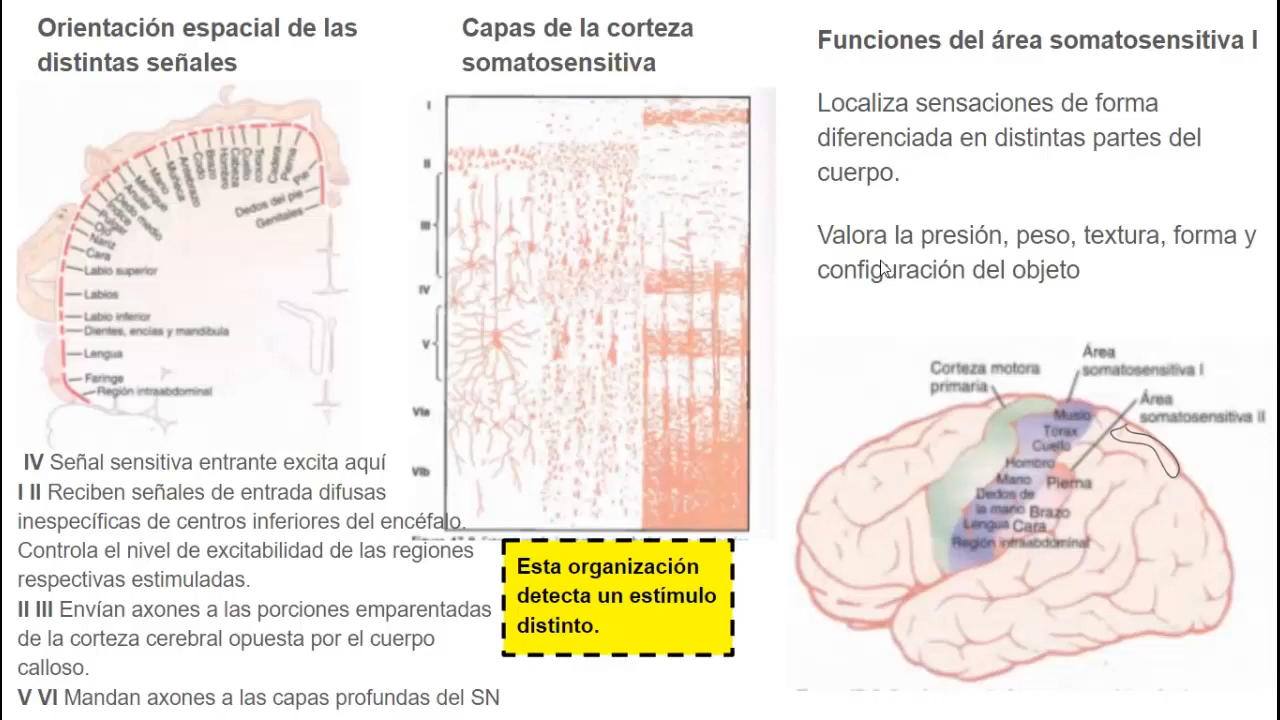 Orientación espacial de las
distintas señales
Pie
Dedos del pie
Genitales
Nariz
Cara
Labio superior
Labios
Labio inferior
Dientes, encías y mandíbula
Lengua
Faringe
Región intraabdominal
IV Señal sensitiva entrante excita aquí
I II Reciben señales de entrada difusas
inespecíficas de centros inferiores del encéfalo.
Controla el nivel de excitabilidad de las regiones
respectivas estimuladas.
II III Envían axones a las porciones emparentadas
de la corteza cerebral opuesta por el cuerpo
calloso.
V VI Mandan axones a las capas profundas del SN
Capas de la corteza
somatosensitiva
I
II
III
IV
V
VIa
VIb
Esta organización
detecta un estímulo
distinto.
Funciones del área somatosensitiva I
Localiza sensaciones de forma
diferenciada en distintas partes del
cuerpo.
Valora la presión, peso, textura, forma y
configuración del objeto
Corteza motora
primaria
Área
somatosensitiva I
Área
somatosensitiva II
Muslo
Tórax
Cuello
Hombro
Mano
Pierna
Dedos de
la mano Brazo
Lengua Cara
Región intraabdominal